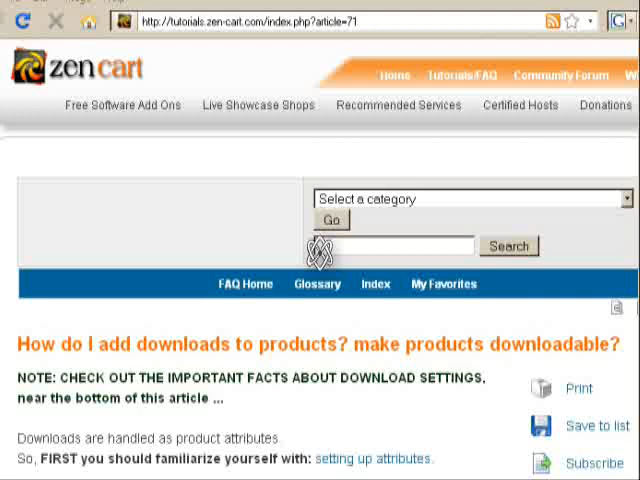 http://tutorials.zen-cart.com/index.php?article=71
G
zen cart
Home Tutorials/FAQ Community Forum
Free Software Add Ons Live Showcase Shops Recommended Services Certified Hosts Donations
Select a category
Go
Search
FAQ Home Glossary Index My Favorites
How do I add downloads to products? make products downloadable?
NOTE: CHECK OUT THE IMPORTANT FACTS ABOUT DOWNLOAD SETTINGS,
near the bottom of this article ...
Print
Save to list
Subscribe
Downloads are handled as product attributes.
So, FIRST you should familiarize yourself with: setting up attributes.